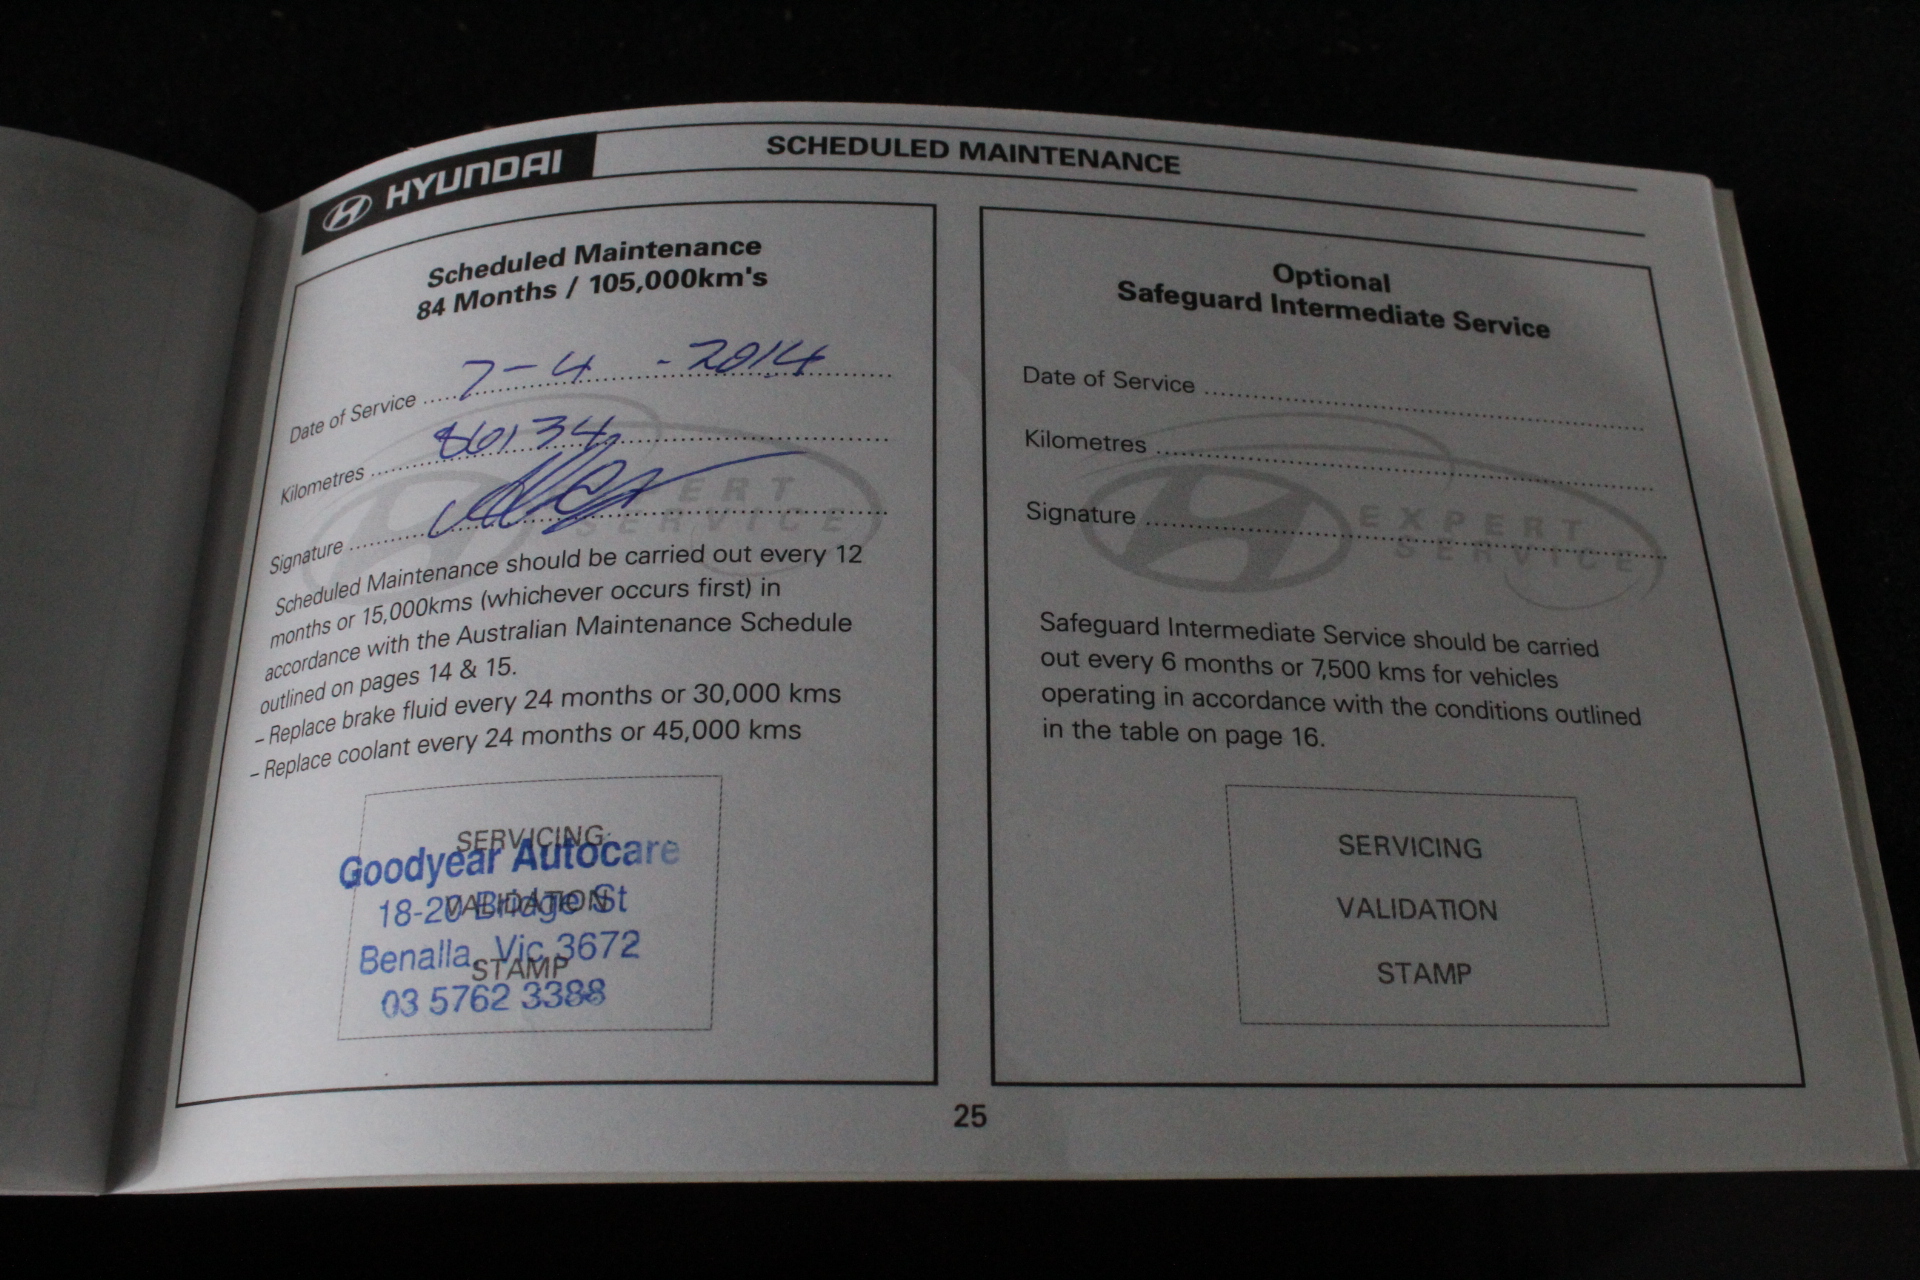 HYUNDAI
SCHEDULED MAINTENANCE
Scheduled Maintenance
84 Months / 105,000km's
Date of Service 7-4 - 2014
Kilometres 86134
Signature
EXPERT
SERVICE
Scheduled Maintenance should be carried out every 12
months or 15,000kms (whichever occurs first) in
accordance with the Australian Maintenance Schedule
outlined on pages 14 & 15.
– Replace brake fluid every 24 months or 30,000 kms
– Replace coolant every 24 months or 45,000 kms
SERVICING
Goodyear Autocare
VALIDATION
18-20 Bridge St
Benalla, Vic 3672
STAMP
03 5762 3388
Optional
Safeguard Intermediate Service
Date of Service
Kilometres
Signature
EXPERT
SERVICE
Safeguard Intermediate Service should be carried
out every 6 months or 7,500 kms for vehicles
operating in accordance with the conditions outlined
in the table on page 16.
SERVICING
VALIDATION
STAMP
25